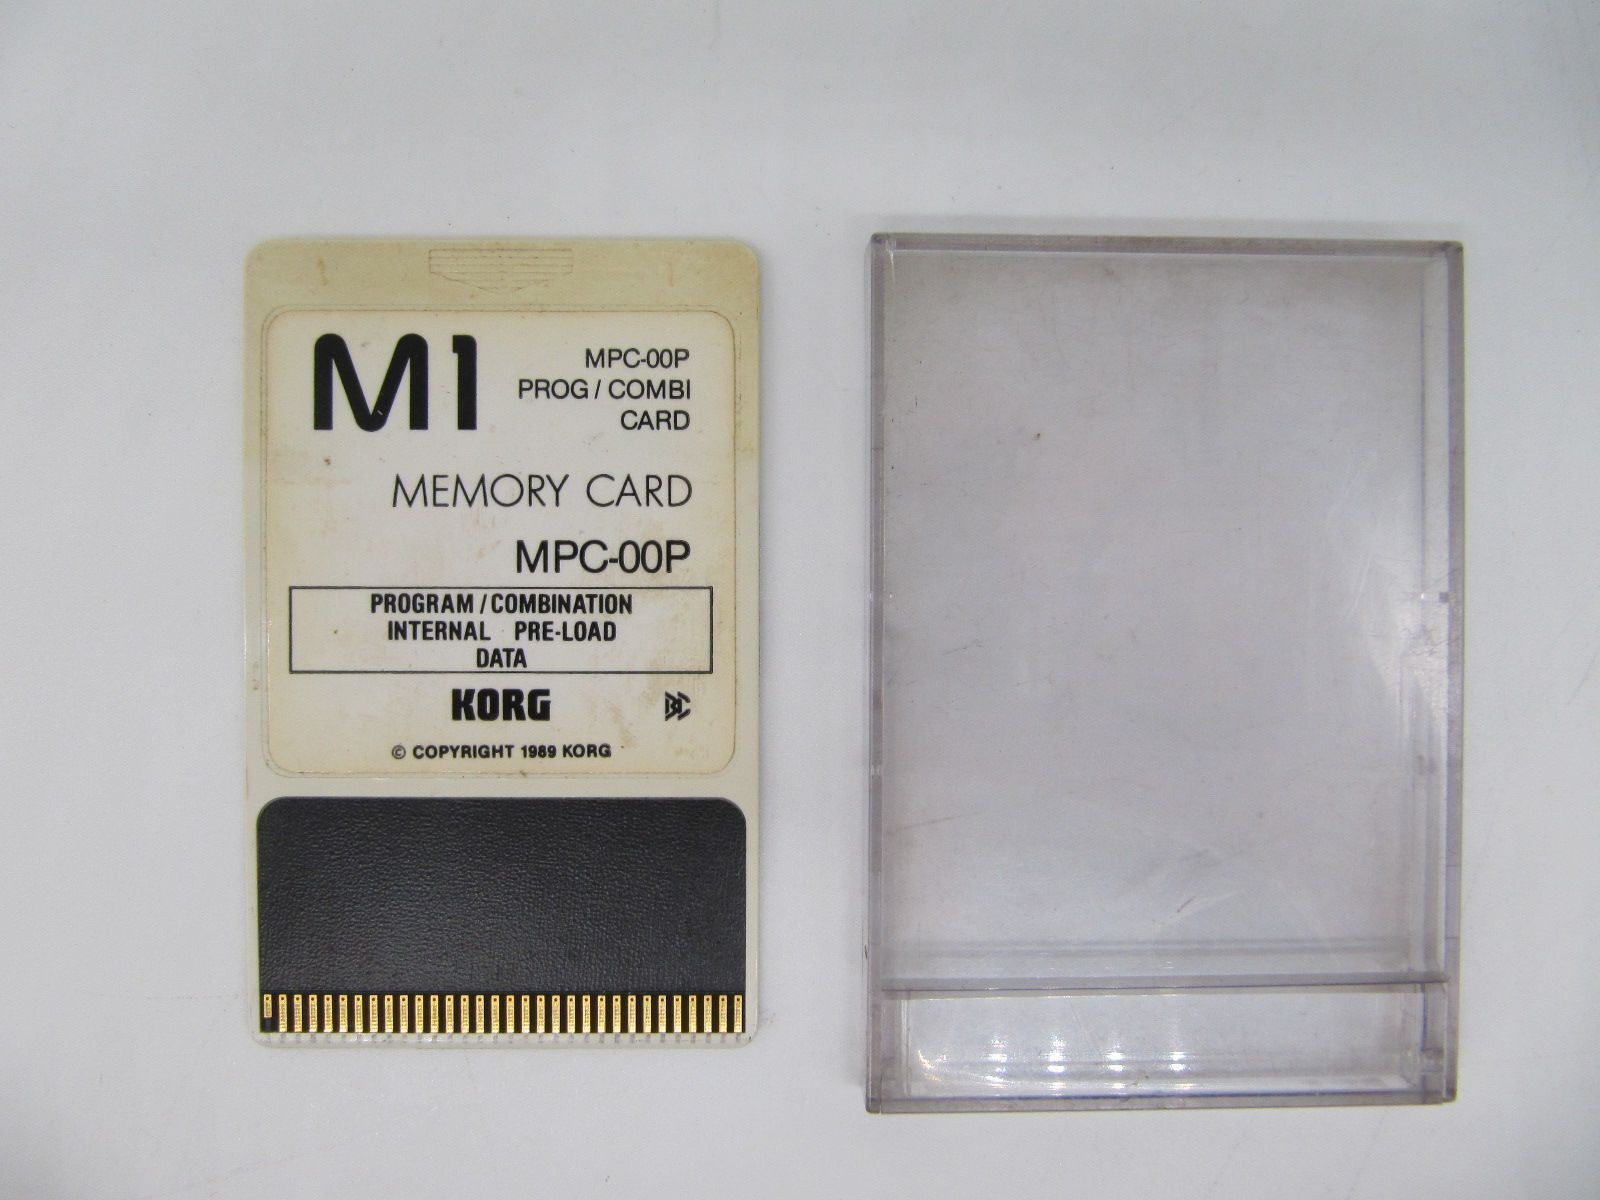 M1
MPC-00P
PROG / COMBI
CARD
MEMORY CARD
MPC-00P
PROGRAM / COMBINATION
INTERNAL PRE-LOAD
DATA
KORG
© COPYRIGHT 1989 KORG